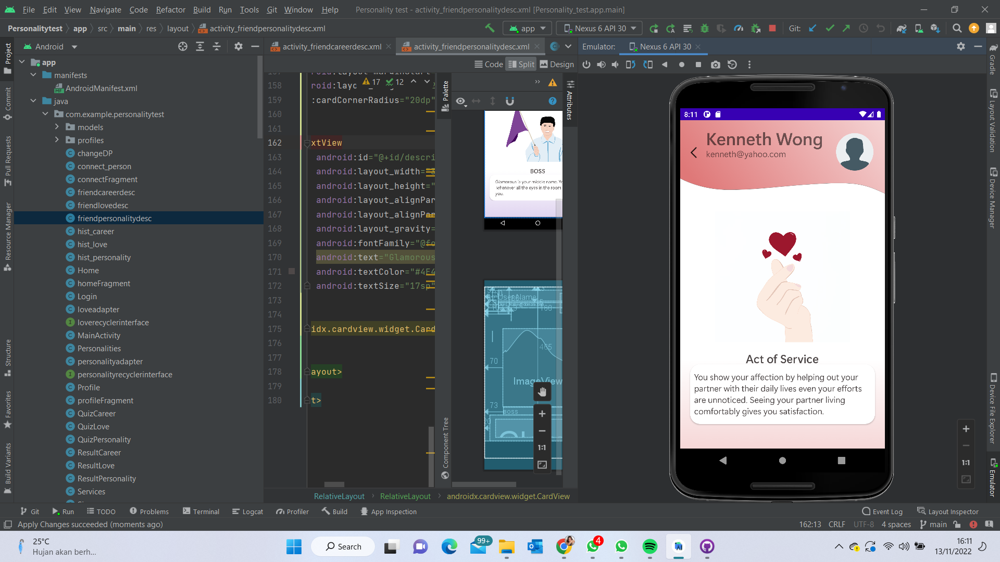 File Edit View Navigate Code Refactor Build Run Tools Git Window Help Personality test - activity_friendpersonalitydesc.xml [Personality_test.app.main]
Personalitytest app src main res layout activity_friendpersonalitydesc.xml app Nexus 6 API 30 Git:
Android
activity_friendcareerdesc.xml activity_friendpersonalitydesc.xml
Emulator: Nexus 6 API 30
Code Split Design
Project
Commit
Pull Requests
Resource Manager
Structure
Favorites
Build Variants
app
manifests
AndroidManifest.xml
java
com.example.personalitytest
models
profiles
changeDP
connect_person
connectFragment
friendcareerdesc
friendlovedesc
friendpersonalitydesc
hist_career
hist_love
hist_personality
Home
homeFragment
Login
loveadapter
loverecyclerinterface
MainActivity
Personalities
personalityadapter
personalityrecyclerinterface
Profile
profileFragment
QuizCareer
QuizLove
QuizPersonality
ResultCareer
ResultLove
ResultPersonality
Services
17 12
158 roid:layo
159 :cardCornerRadius="20dp"
160
161
162 xtView
163 android:id="@+id/descri
164 android:layout_width="3
165 android:layout_height="
166 android:layout_alignPar
167 android:layout_alignPar
168 android:layout_gravity=
169 android:fontFamily="@fo
170 android:text="Glamorous
171 android:textColor="#4E4
172 android:textSize="17sp"
173
174
175 idx.cardview.widget.Card
176
177
178 ayout>
179
180 t>
Palette
Attributes
Component Tree
BOSS
Glamorous is your middle name. Yo
whenever all the eyes in the room
you.
User Name
160
465
70
ImageView
73
Boss
20
1:1
RelativeLayout RelativeLayout androidx.cardview.widget.CardView
8:11
Kenneth Wong
kenneth@yahoo.com
Act of Service
You show your affection by helping out your
partner with their daily lives even your efforts
are unnoticed. Seeing your partner living
comfortably gives you satisfaction.
1:1
Gradle
Layout Validation
Device Manager
Device File Explorer
Emulator
Git Run TODO Problems Terminal Logcat Profiler Build App Inspection Event Log Layout Inspector
Apply Changes succeeded (moments ago) 162:13 CRLF UTF-8 4 spaces main
25°C
Hujan akan berh...
Search
99+
4
16:11
13/11/2022